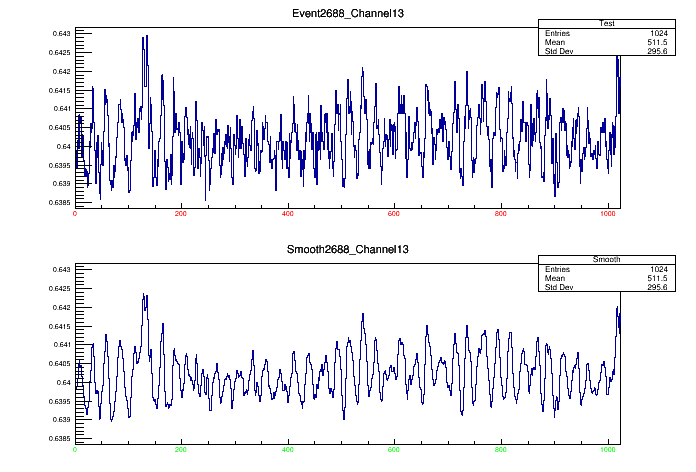 Event2688_Channel13
Test
Entries 1024
Mean 511.5
Std Dev 295.6
0.643
0.6425
0.642
0.6415
0.641
0.6405
0.64
0.6395
0.639
0.6385
0 200 400 600 800 1000
Smooth2688_Channel13
Smooth
Entries 1024
Mean 511.5
Std Dev 295.6
0.643
0.6425
0.642
0.6415
0.641
0.6405
0.64
0.6395
0.639
0.6385
0 200 400 600 800 1000